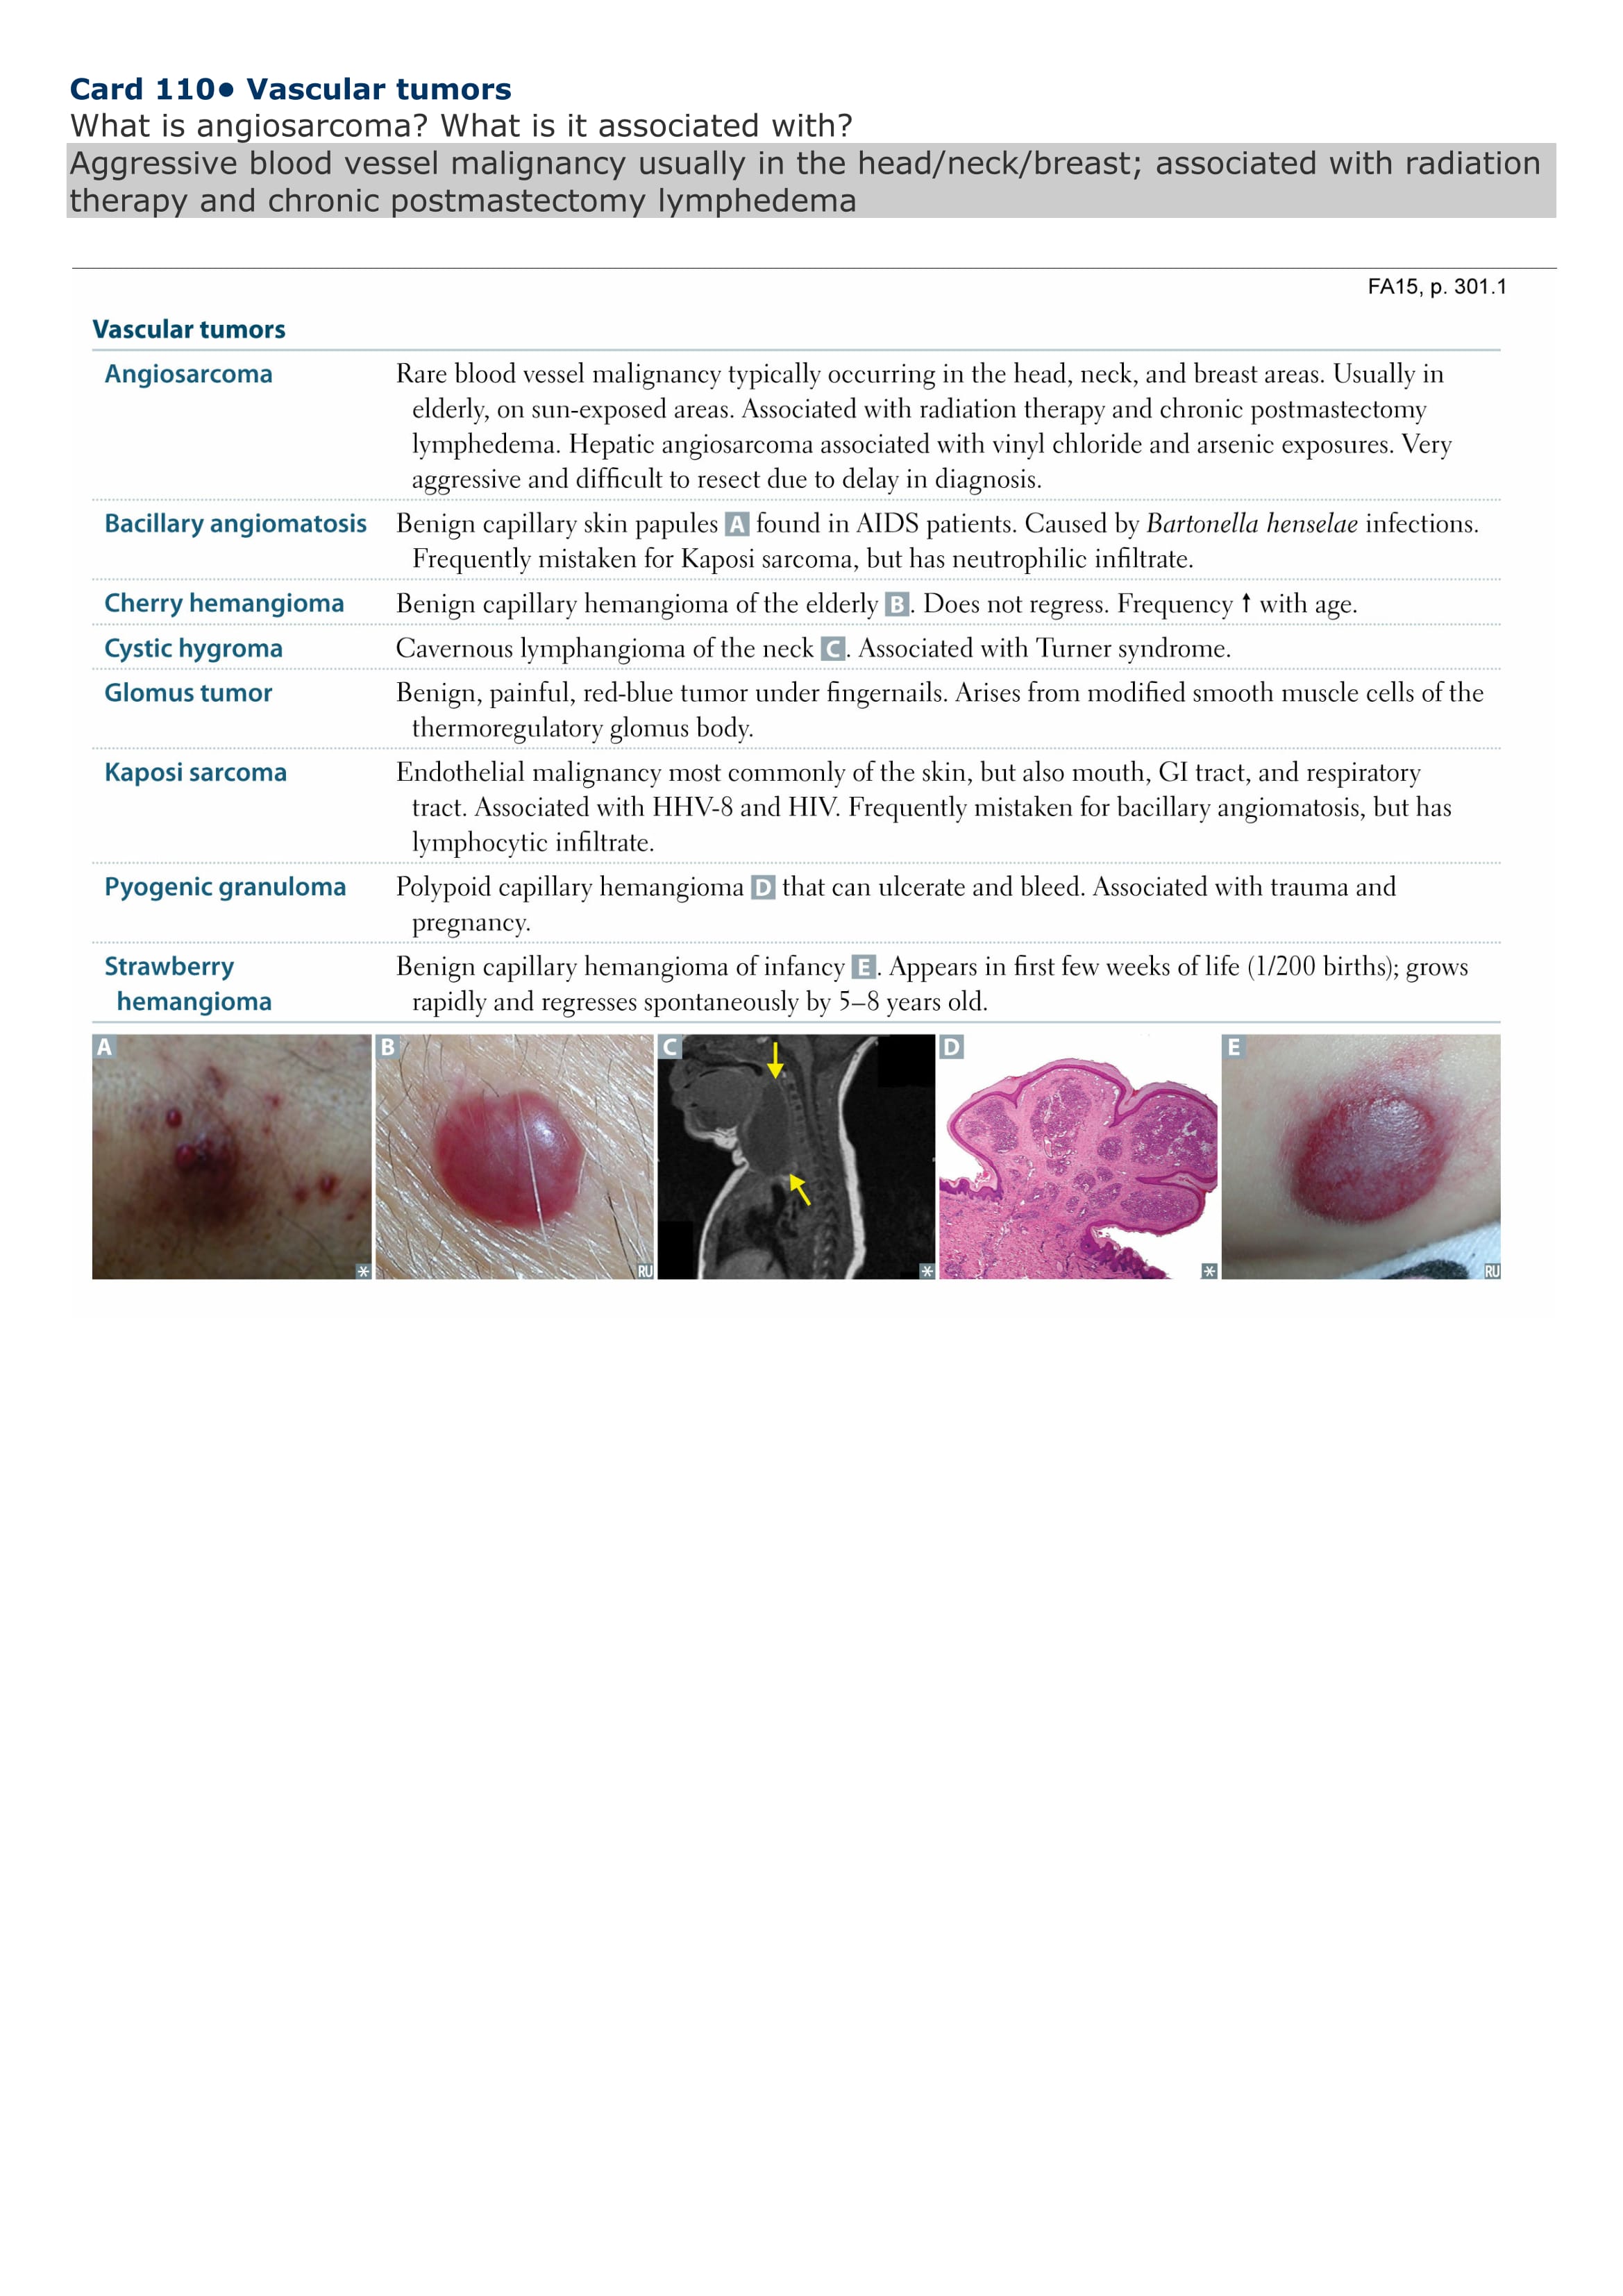 Card 110● Vascular tumors
What is angiosarcoma? What is it associated with?
Aggressive blood vessel malignancy usually in the head/neck/breast; associated with radiation
therapy and chronic postmastectomy lymphedema
FA15, p. 301.1
Vascular tumors
Angiosarcoma Rare blood vessel malignancy typically occurring in the head, neck, and breast areas. Usually in
elderly, on sun-exposed areas. Associated with radiation therapy and chronic postmastectomy
lymphedema. Hepatic angiosarcoma associated with vinyl chloride and arsenic exposures. Very
aggressive and difficult to resect due to delay in diagnosis.
Bacillary angiomatosis Benign capillary skin papules A found in AIDS patients. Caused by Bartonella henselae infections.
Frequently mistaken for Kaposi sarcoma, but has neutrophilic infiltrate.
Cherry hemangioma Benign capillary hemangioma of the elderly B. Does not regress. Frequency ↑ with age.
Cystic hygroma Cavernous lymphangioma of the neck C. Associated with Turner syndrome.
Glomus tumor Benign, painful, red-blue tumor under fingernails. Arises from modified smooth muscle cells of the
thermoregulatory glomus body.
Kaposi sarcoma Endothelial malignancy most commonly of the skin, but also mouth, GI tract, and respiratory
tract. Associated with HHV-8 and HIV. Frequently mistaken for bacillary angiomatosis, but has
lymphocytic infiltrate.
Pyogenic granuloma Polypoid capillary hemangioma D that can ulcerate and bleed. Associated with trauma and
pregnancy.
Strawberry Benign capillary hemangioma of infancy E. Appears in first few weeks of life (1/200 births); grows
hemangioma rapidly and regresses spontaneously by 5–8 years old.
A B C D E
* RU * * RU